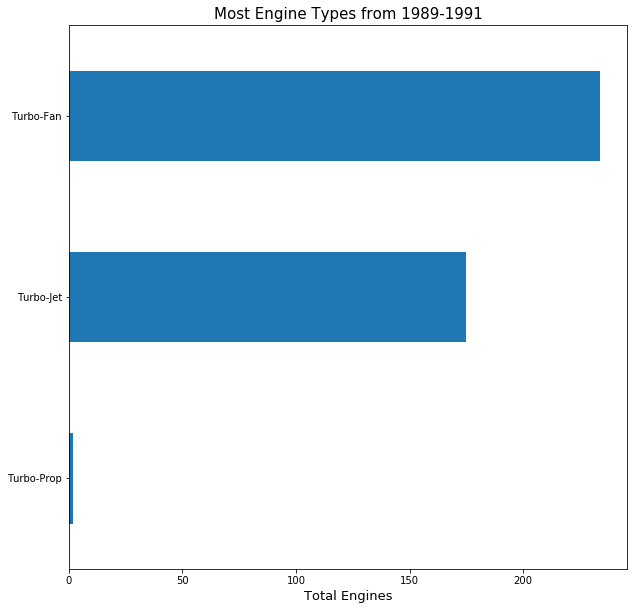 Most Engine Types from 1989-1991
Turbo-Fan
Turbo-Jet
Turbo-Prop
0 50 100 150 200
Total Engines